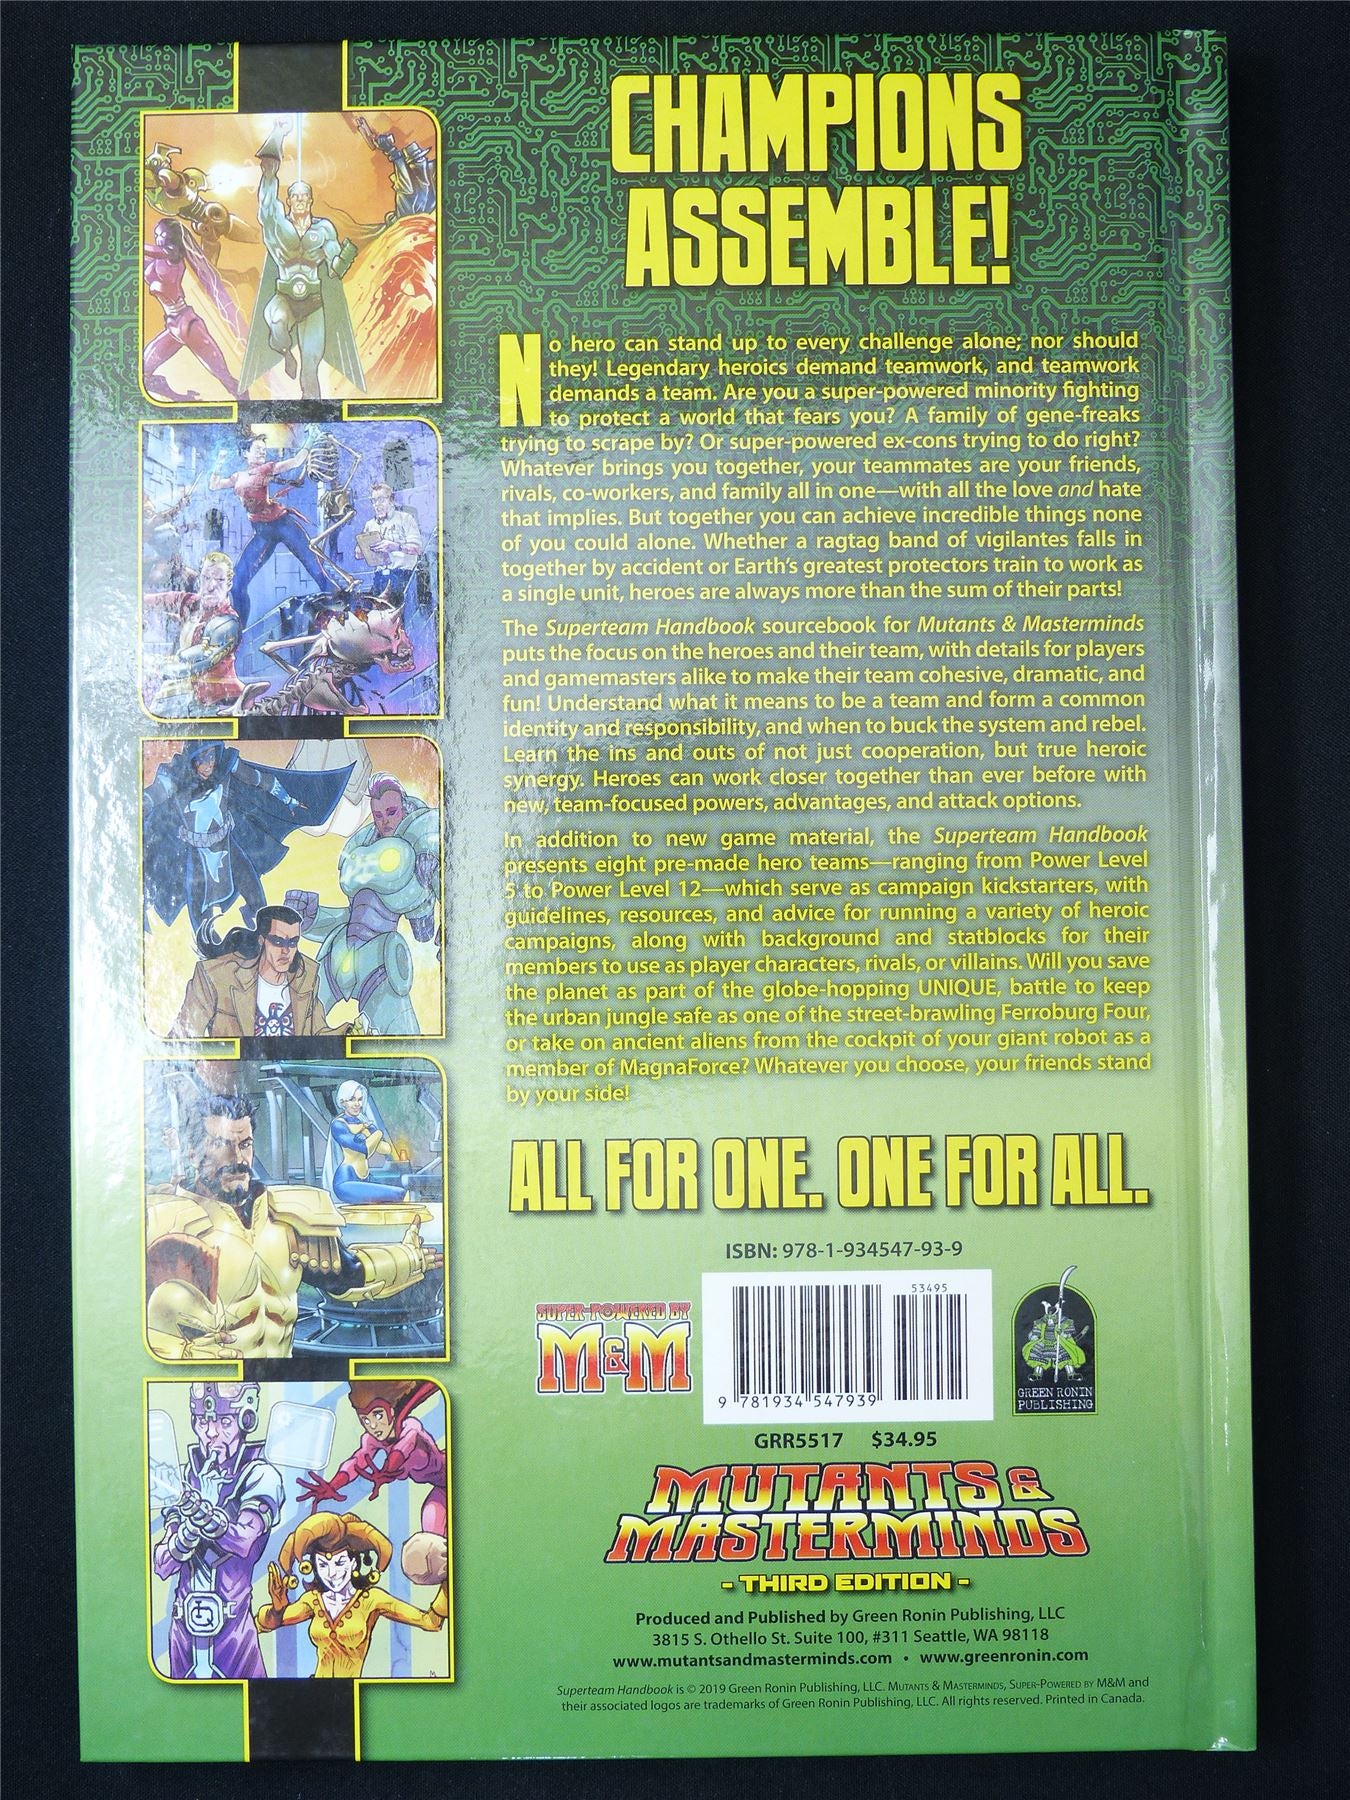 CHAMPIONS
ASSEMBLE!
No hero can stand up to every challenge alone; nor should
they! Legendary heroics demand teamwork, and teamwork
demands a team. Are you a super-powered minority fighting
to protect a world that fears you? A family of gene-freaks
trying to scrape by? Or super-powered ex-cons trying to do right?
Whatever brings you together, your teammates are your friends,
rivals, co-workers, and family all in one—with all the love and hate
that implies. But together you can achieve incredible things none
of you could alone. Whether a ragtag band of vigilantes falls in
together by accident or Earth's greatest protectors train to work as
a single unit, heroes are always more than the sum of their parts!
The Superteam Handbook sourcebook for Mutants & Masterminds
puts the focus on the heroes and their team, with details for players
and gamemasters alike to make their team cohesive, dramatic, and
fun! Understand what it means to be a team and form a common
identity and responsibility, and when to buck the system and rebel.
Learn the ins and outs of not just cooperation, but true heroic
synergy. Heroes can work closer together than ever before with
new, team-focused powers, advantages, and attack options.
In addition to new game material, the Superteam Handbook
presents eight pre-made hero teams—ranging from Power Level
5 to Power Level 12—which serve as campaign kickstarters, with
guidelines, resources, and advice for running a variety of heroic
campaigns, along with background and statblocks for their
members to use as player characters, rivals, or villains. Will you save
the planet as part of the globe-hopping UNIQUE, battle to keep
the urban jungle safe as one of the street-brawling Ferroburg Four,
or take on ancient aliens from the cockpit of your giant robot as a
member of MagnaForce? Whatever you choose, your friends stand
by your side!
ALL FOR ONE. ONE FOR ALL.
ISBN: 978-1-934547-93-9
53495
SUPER-POWERED BY
M&M
9 781934 547939
GREEN RONIN
PUBLISHING
GRR5517 $34.95
MUTANTS &
MASTERMINDS
- THIRD EDITION -
Produced and Published by Green Ronin Publishing, LLC
3815 S. Othello St. Suite 100, #311 Seattle, WA 98118
www.mutantsandmasterminds.com • www.greenronin.com
Superteam Handbook is © 2019 Green Ronin Publishing, LLC. Mutants & Masterminds, Super-Powered by M&M and
their associated logos are trademarks of Green Ronin Publishing, LLC. All rights reserved. Printed in Canada.